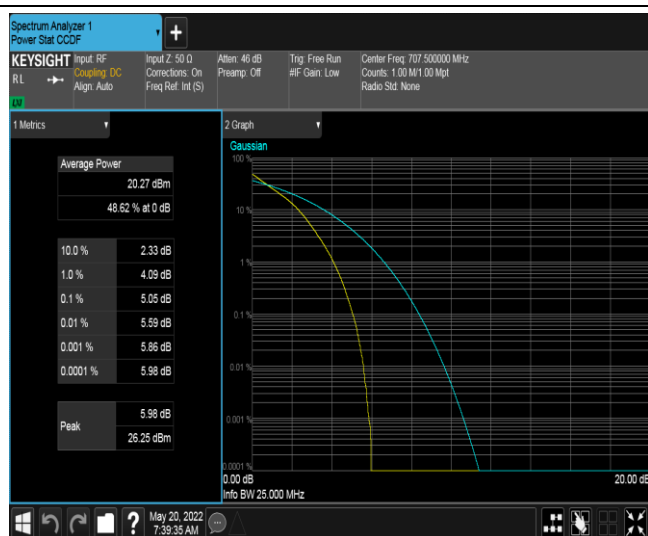 Spectrum Analyzer 1
Power Stat CCDF
+
KEYSIGHT
RL
LXI
Input: RF
Coupling: DC
Align: Auto
Input Z: 50 Ω
Corrections: On
Freq Ref: Int (S)
Atten: 46 dB
Preamp: Off
Trig: Free Run
#IF Gain: Low
Center Freq: 707.500000 MHz
Counts: 1.00 M/1.00 Mpt
Radio Std: None
1 Metrics
Average Power
20.27 dBm
48.62 % at 0 dB
10.0 % 2.33 dB
1.0 % 4.09 dB
0.1 % 5.05 dB
0.01 % 5.59 dB
0.001 % 5.86 dB
0.0001 % 5.98 dB
Peak
5.98 dB
26.25 dBm
2 Graph
Gaussian
100 %
10 %
1 %
0.1 %
0.01 %
0.001 %
0.0001 %
0.00 dB
20.00 dB
Info BW 25.000 MHz
?
May 20, 2022
7:39:35 AM